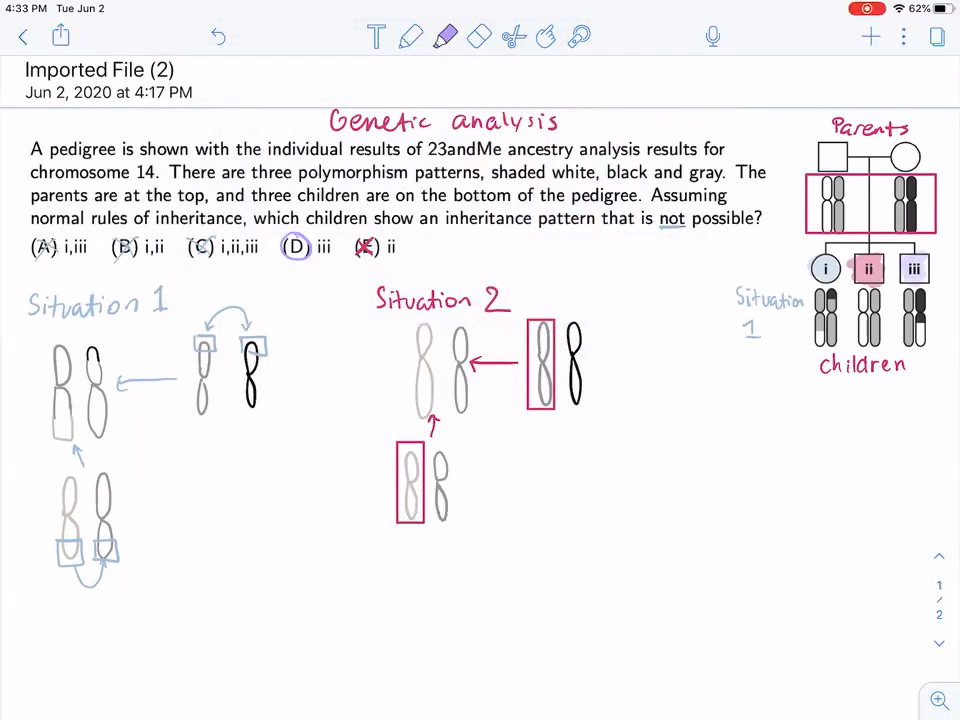 4:33 PM Tue Jun 2
62%
Imported File (2)
Jun 2, 2020 at 4:17 PM
Genetic analysis
A pedigree is shown with the individual results of 23andMe ancestry analysis results for
chromosome 14. There are three polymorphism patterns, shaded white, black and gray. The
parents are at the top, and three children are on the bottom of the pedigree. Assuming
normal rules of inheritance, which children show an inheritance pattern that is not possible?
(A) i,iii (B) i,ii (C) i,ii,iii (D) iii (E) ii
Parents
i ii iii
Situation 1
Situation 2
Situation
1
children
1
/
2